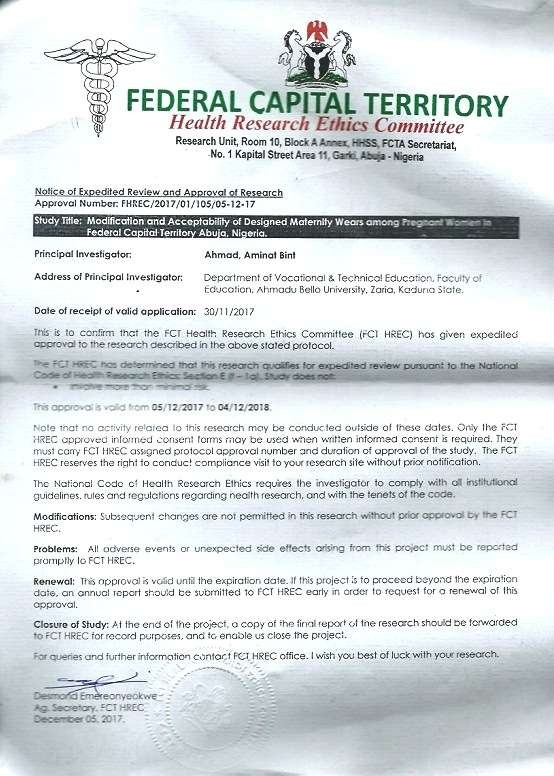 FEDERAL CAPITAL TERRITORY
Health Research Ethics Committee
Research Unit, Room 10, Block A Annex, HHSS, FCTA Secretariat,
No. 1 Kapital Street Area 11, Garki, Abuja - Nigeria
Notice of Expedited Review and Approval of Research
Approval Number: FHREC/2017/01/105/05-12-17
Study Title: Modification and Acceptability of Designed Maternity Wears among Pregnant Women in
Federal Capital Territory Abuja, Nigeria.
Principal Investigator: Ahmad, Aminat Bint
Address of Principal Investigator: Department of Vocational & Technical Education, Faculty of
Education, Ahmadu Bello University, Zaria, Kaduna State.
Date of receipt of valid application: 30/11/2017
This is to confirm that the FCT Health Research Ethics Committee (FCT HREC) has given expedited
approval to the research described in the above stated protocol.
The FCT HREC has determined that this research qualifies for expedited review pursuant to the National
Code of Health Research Ethics: Section E (f – 1a). Study does not:
• Involve more than minimal risk.
This approval is valid from 05/12/2017 to 04/12/2018.
Note that no activity related to this research may be conducted outside of these dates. Only the FCT
HREC approved informed consent forms may be used when written informed consent is required. They
must carry FCT HREC assigned protocol approval number and duration of approval of the study. The FCT
HREC reserves the right to conduct compliance visit to your research site without prior notification.
The National Code of Health Research Ethics requires the investigator to comply with all institutional
guidelines, rules and regulations regarding health research, and with the tenets of the code.
Modifications: Subsequent changes are not permitted in this research without prior approval by the FCT
HREC.
Problems: All adverse events or unexpected side effects arising from this project must be reported
promptly to FCT HREC.
Renewal: This approval is valid until the expiration date. If this project is to proceed beyond the expiration
date, an annual report should be submitted to FCT HREC early in order to request for a renewal of this
approval.
Closure of Study: At the end of the project, a copy of the final report of the research should be forwarded
to FCT HREC for record purposes, and to enable us close the project.
For queries and further information contact FCT HREC office. I wish you best of luck with your research.
Desmond Emereonyeokwe
Ag. Secretary, FCT HREC
December 05, 2017.